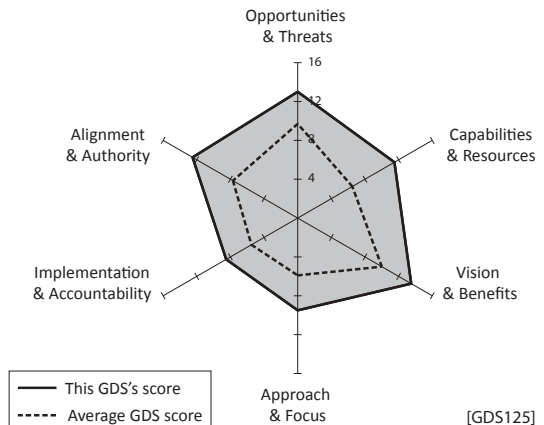 Opportunities
& Threats
16
12
8
4
Alignment
& Authority
Capabilities
& Resources
Implementation
& Accountability
Vision
& Benefits
Approach
& Focus
This GDS's score
Average GDS score
[GDS125]